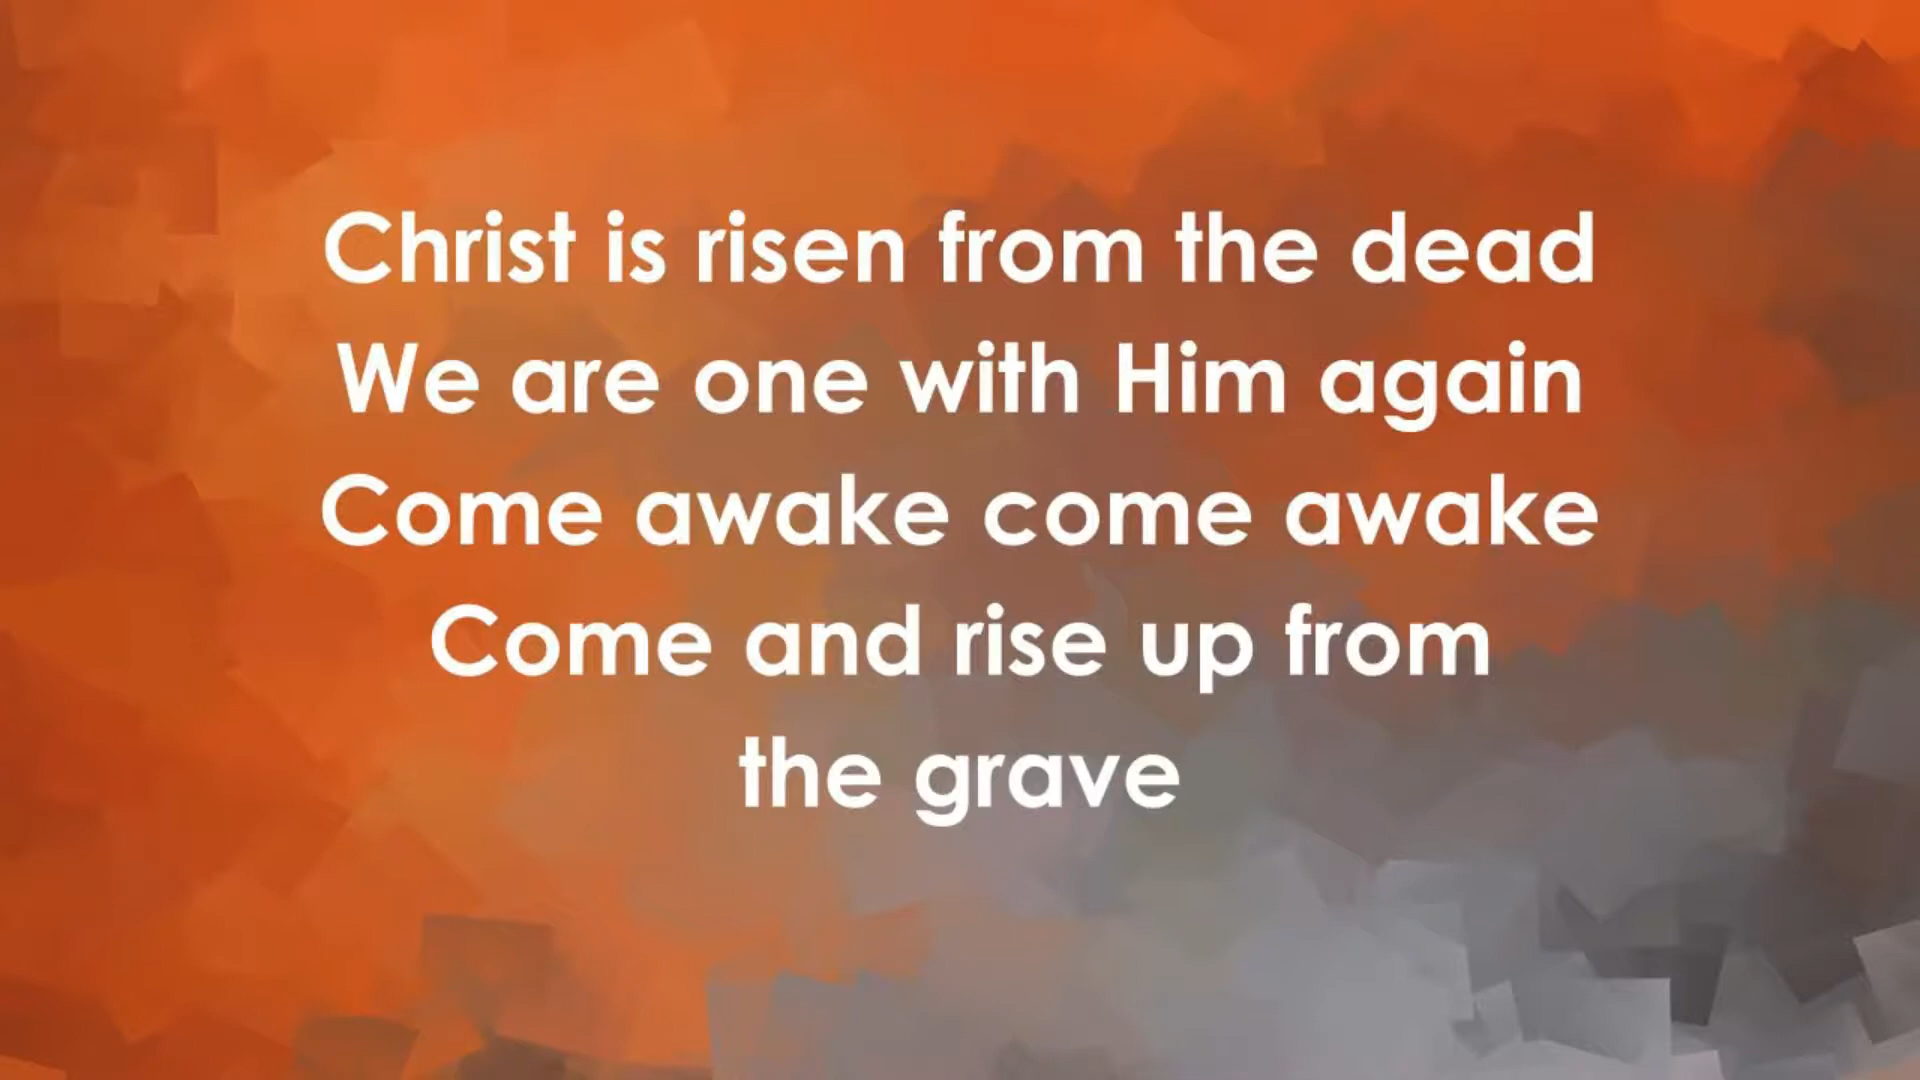 Christ is risen from the dead
We are one with Him again
Come awake come awake
Come and rise up from
the grave